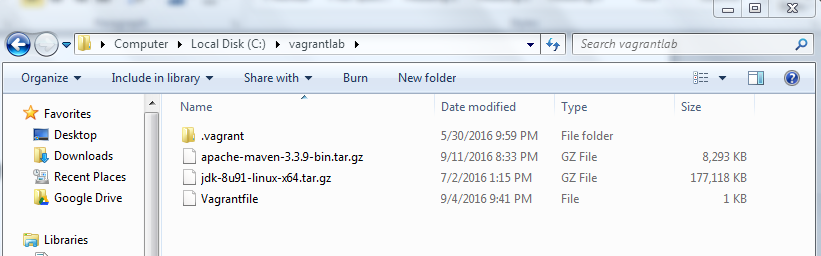 Computer Local Disk (C:) vagrantlab Search vagrantlab
Organize Include in library Share with Burn New folder
Favorites
Desktop
Downloads
Recent Places
Google Drive
Libraries
Name Date modified Type Size
.vagrant 5/30/2016 9:59 PM File folder
apache-maven-3.3.9-bin.tar.gz 9/11/2016 8:33 PM GZ File 8,293 KB
jdk-8u91-linux-x64.tar.gz 7/2/2016 1:15 PM GZ File 177,118 KB
Vagrantfile 9/4/2016 9:41 PM File 1 KB